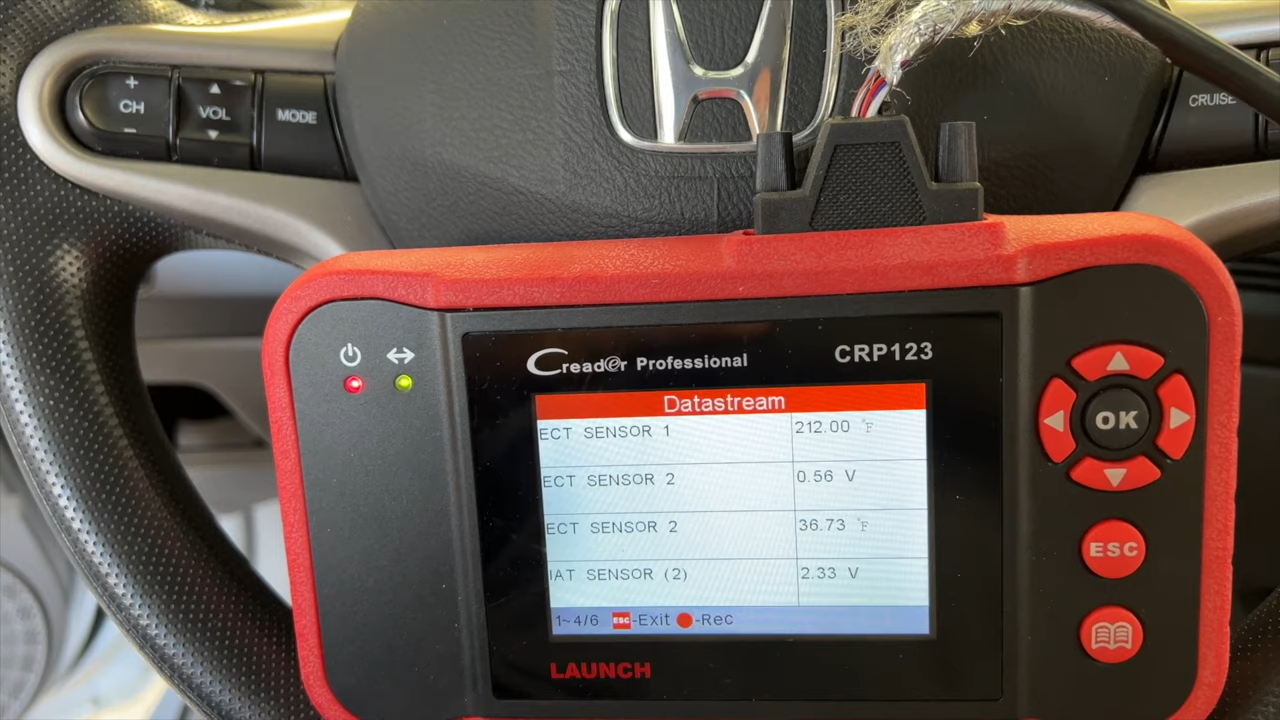 +
CH
−
VOL
MODE
CRUISE
Creader Professional
CRP123
Datastream
ECT SENSOR 1 212.00 °F
ECT SENSOR 2 0.56 V
ECT SENSOR 2 36.73 °F
IAT SENSOR (2) 2.33 V
1~4/6 ESC-Exit -Rec
LAUNCH
OK
ESC